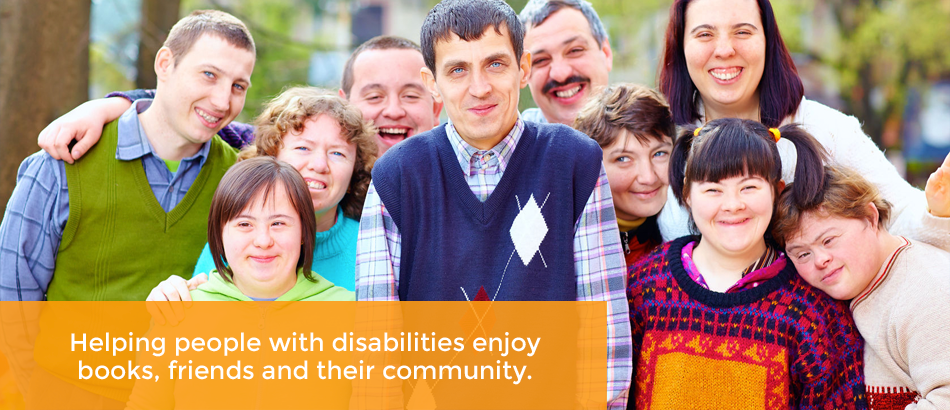 Helping people with disabilities enjoy
books, friends and their community.